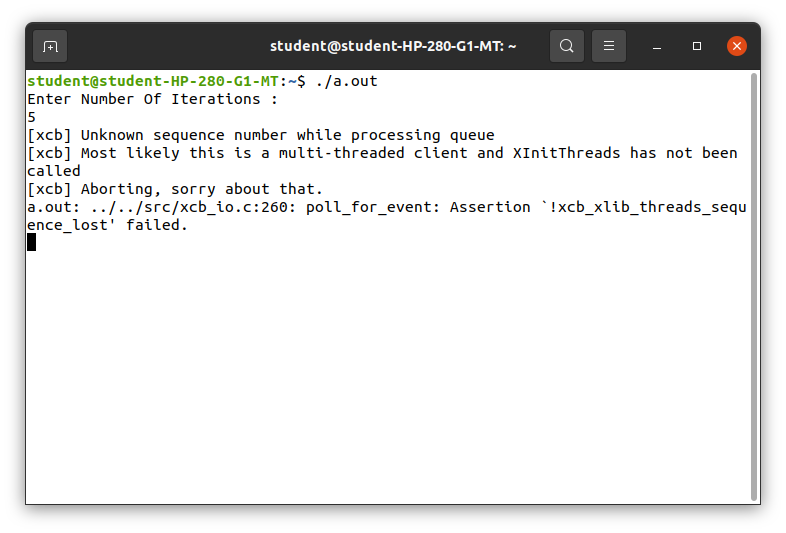 student@student-HP-280-G1-MT: ~
student@student-HP-280-G1-MT:~$ ./a.out
Enter Number Of Iterations :
5
[xcb] Unknown sequence number while processing queue
[xcb] Most likely this is a multi-threaded client and XInitThreads has not been
called
[xcb] Aborting, sorry about that.
a.out: ../../src/xcb_io.c:260: poll_for_event: Assertion `!xcb_xlib_threads_sequ
ence_lost' failed.